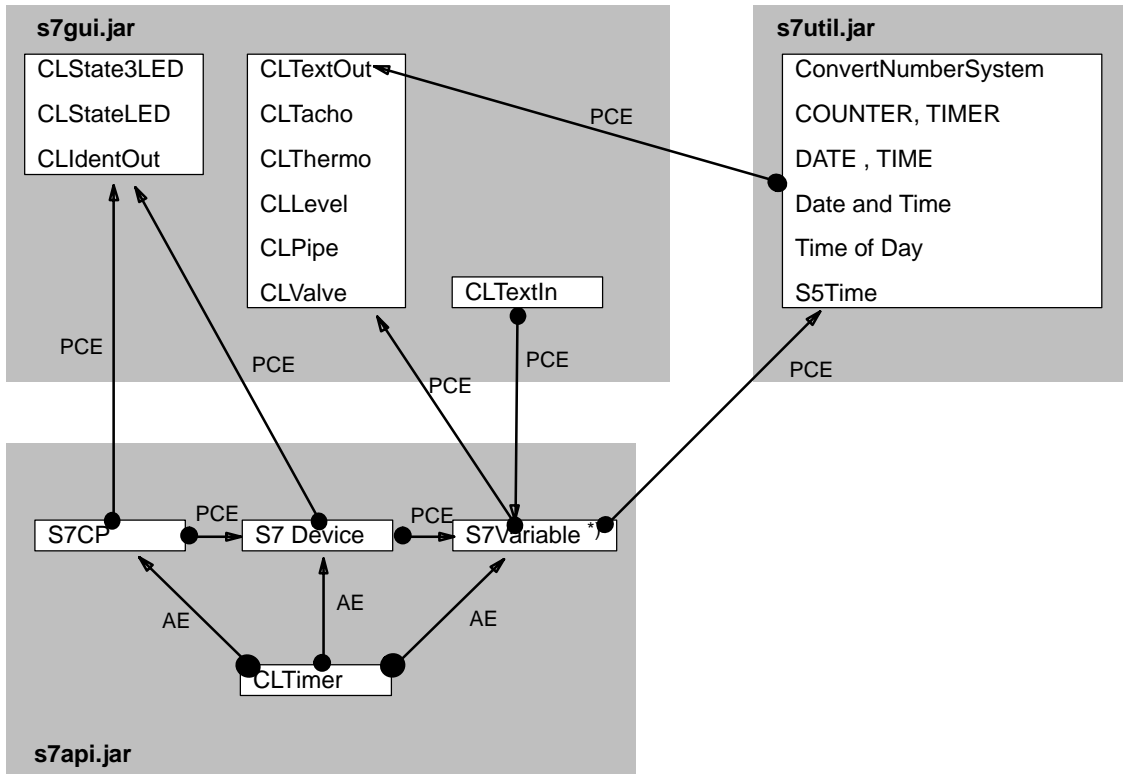 s7gui.jar
CLState3LED
CLStateLED
CLIdentOut
CLTextOut
CLTacho
CLThermo
CLLevel
CLPipe
CLValve
CLTextIn
s7util.jar
ConvertNumberSystem
COUNTER, TIMER
DATE , TIME
Date and Time
Time of Day
S5Time
PCE
PCE
PCE
PCE
PCE
PCE
S7CP
PCE
S7 Device
PCE
S7Variable *)
AE
AE
AE
CLTimer
s7api.jar